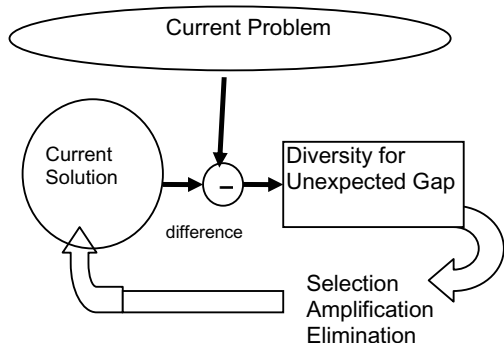 Current Problem
Current
Solution
−
Diversity for
Unexpected Gap
difference
Selection
Amplification
Elimination